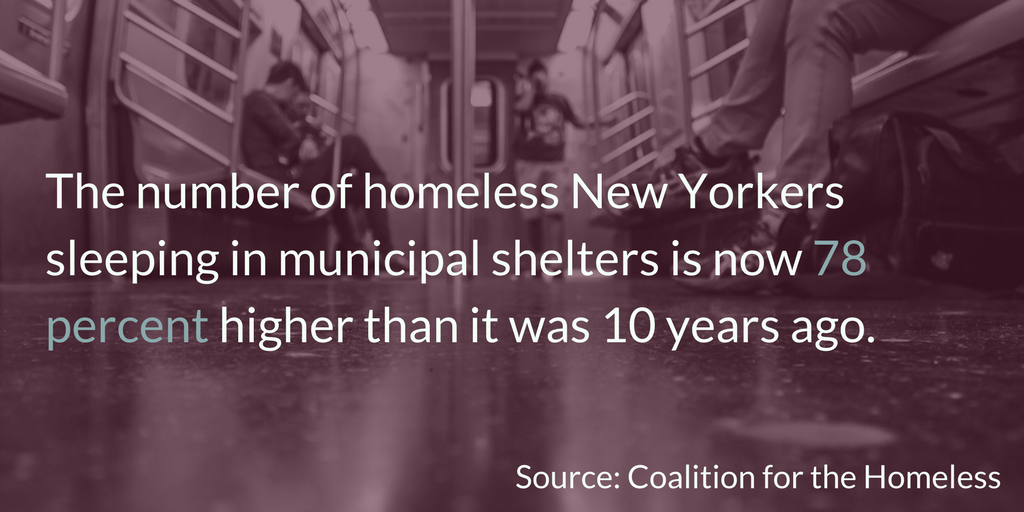 The number of homeless New Yorkers
sleeping in municipal shelters is now 78
percent higher than it was 10 years ago.
Source: Coalition for the Homeless